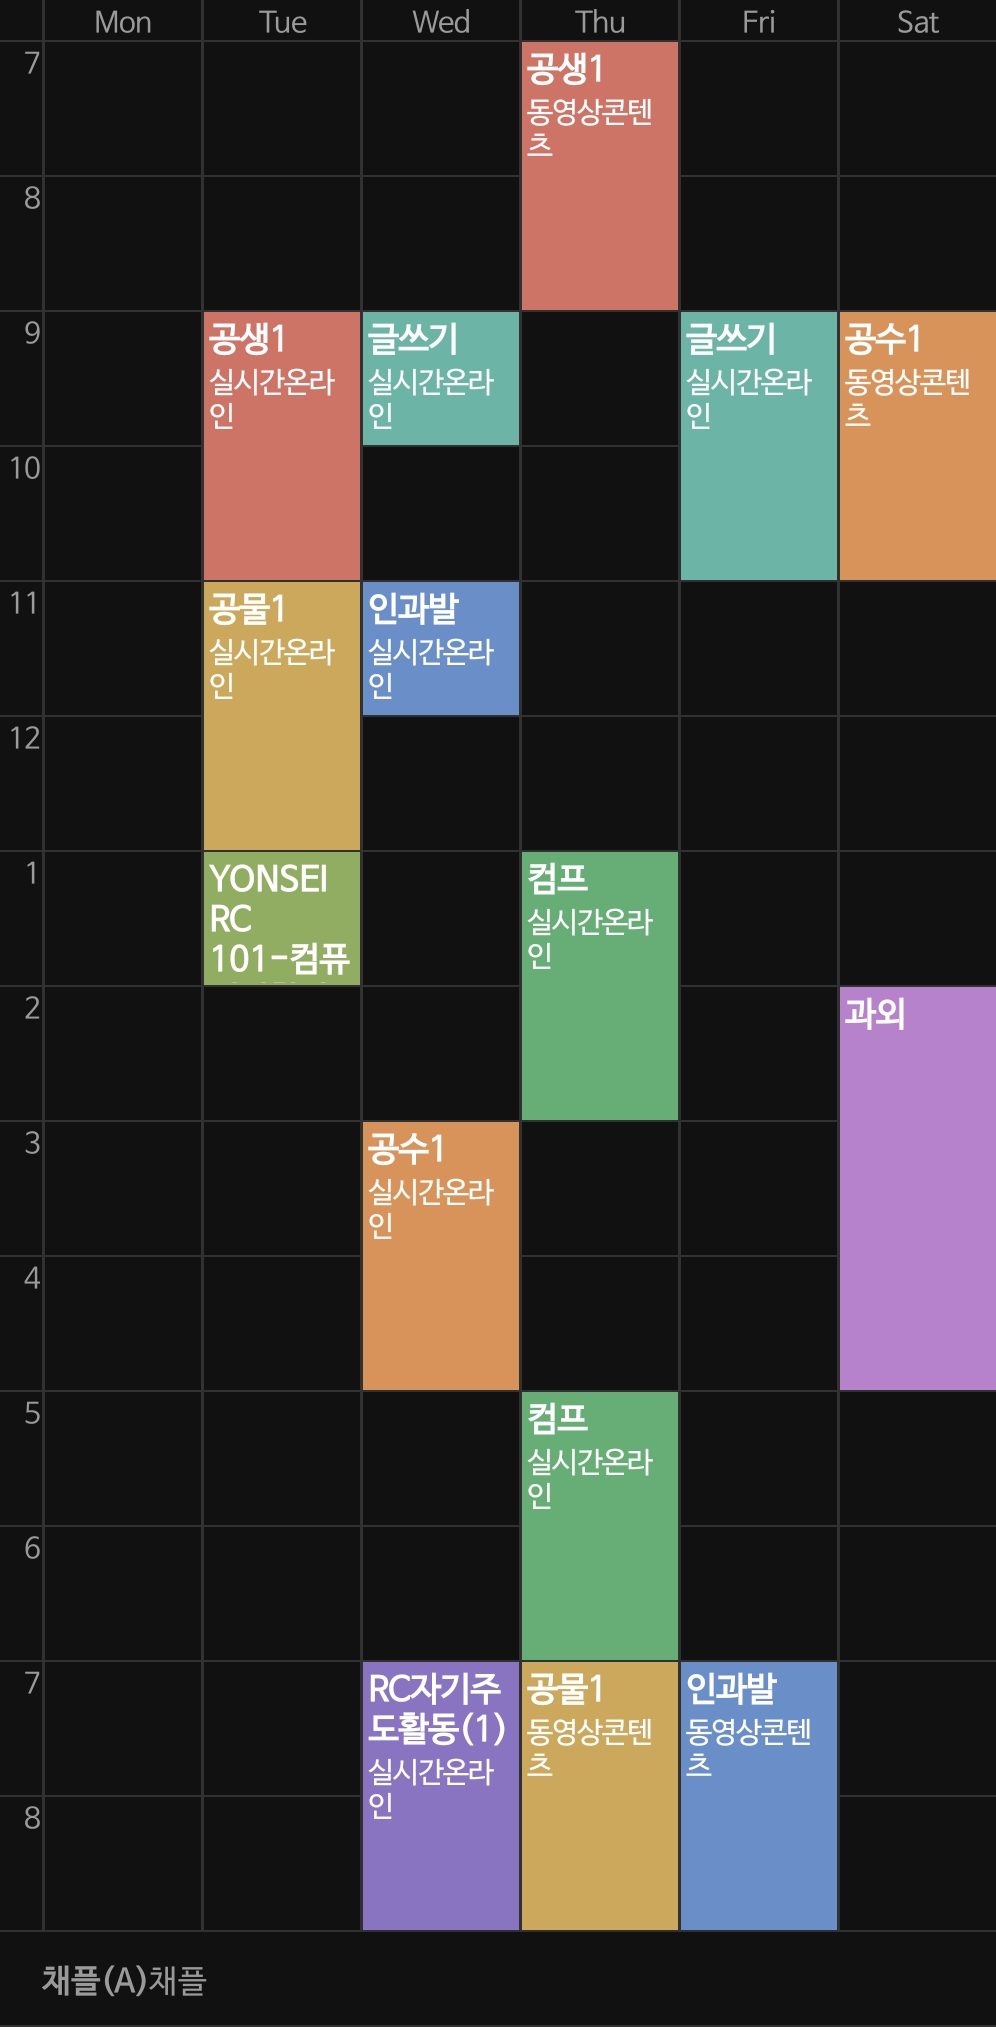 Mon Tue Wed Thu Fri Sat
7
공생1
동영상콘텐
츠
8
9
공생1
실시간온라
인
글쓰기
실시간온라
인
글쓰기
실시간온라
인
공수1
동영상콘텐
츠
10
11
공물1
실시간온라
인
인과발
실시간온라
인
12
1
YONSEI
RC
101-컴퓨
컴프
실시간온라
인
2
과외
3
공수1
실시간온라
인
4
5
컴프
실시간온라
인
6
7
RC자기주
도활동(1)
실시간온라
인
공물1
동영상콘텐
츠
인과발
동영상콘텐
츠
8
채플(A)채플